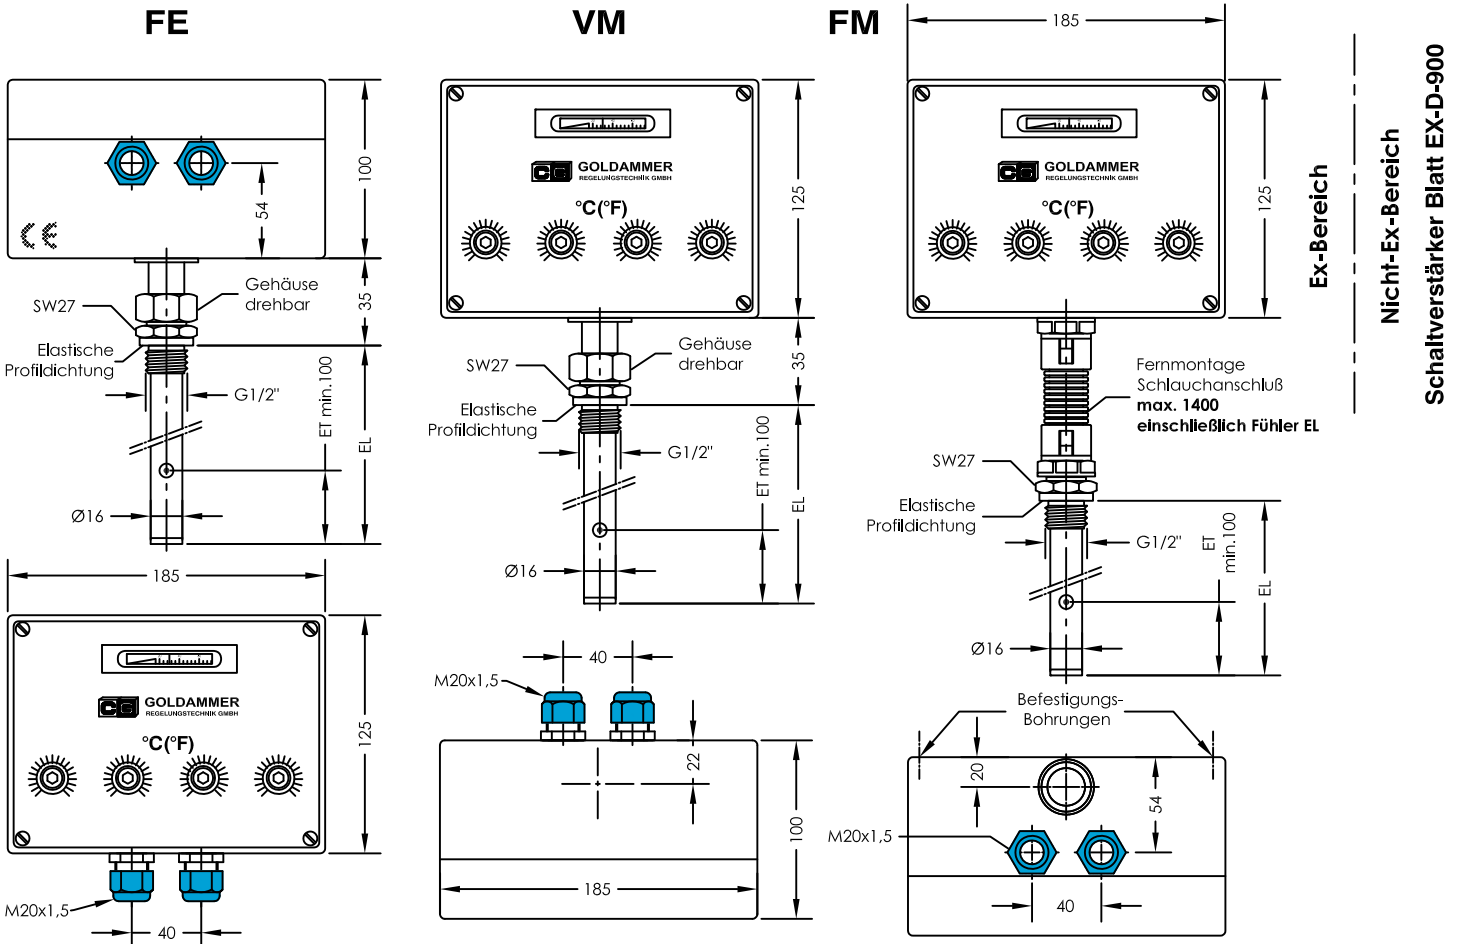 FE
100
54
CE
35
Gehäuse
drehbar
SW27
Elastische
Profildichtung
G1/2"
ET min.100
EL
Ø16
185
GOLDAMMER
REGELUNGSTECHNIK GMBH
°C(°F)
125
M20x1,5
40
VM
CG
GOLDAMMER
REGELUNGSTECHNIK GMBH
°C(°F)
125
35
Gehäuse
drehbar
SW27
Elastische
Profildichtung
G1/2"
ET min.100
EL
Ø16
40
M20x1,5
22
100
185
FM
185
CG
GOLDAMMER
REGELUNGSTECHNIK GMBH
°C(°F)
125
Fernmontage
Schlauchanschluß
max. 1400
einschließlich Fühler EL
SW27
Elastische
Profildichtung
G1/2"
ET
min.100
EL
Ø16
Befestigungs-
Bohrungen
20
54
M20x1,5
40
Ex-Bereich
Nicht-Ex-Bereich
Schaltverstärker Blatt EX-D-900